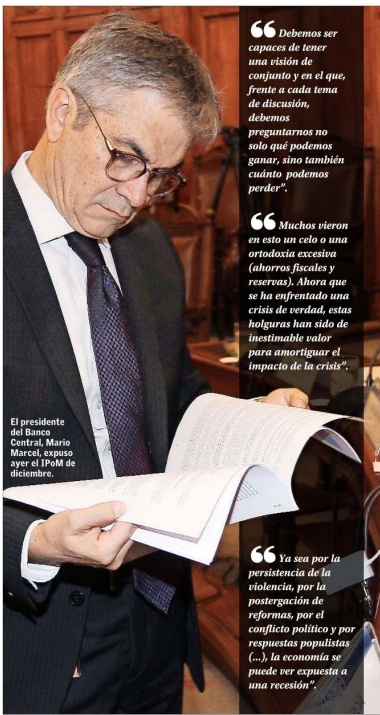 “ Debemos ser
capaces de tener
una visión de
conjunto y en el que,
frente a cada tema
de discusión,
debemos
preguntarnos no
solo qué podemos
ganar, sino también
cuánto podemos
perder”.
“ Muchos vieron
en esto un celo o una
ortodoxia excesiva
(ahorros fiscales y
reservas). Ahora que
se ha enfrentado una
crisis de verdad, estas
holguras han sido de
inestimable valor
para amortiguar el
impacto de la crisis”.
El presidente
del Banco
Central, Mario
Marcel, expuso
ayer el IPoM de
diciembre.
“ Ya sea por la
persistencia de la
violencia, por la
postergación de
reformas, por el
conflicto político y por
respuestas populistas
(...), la economía se
puede ver expuesta a
una recesión”.